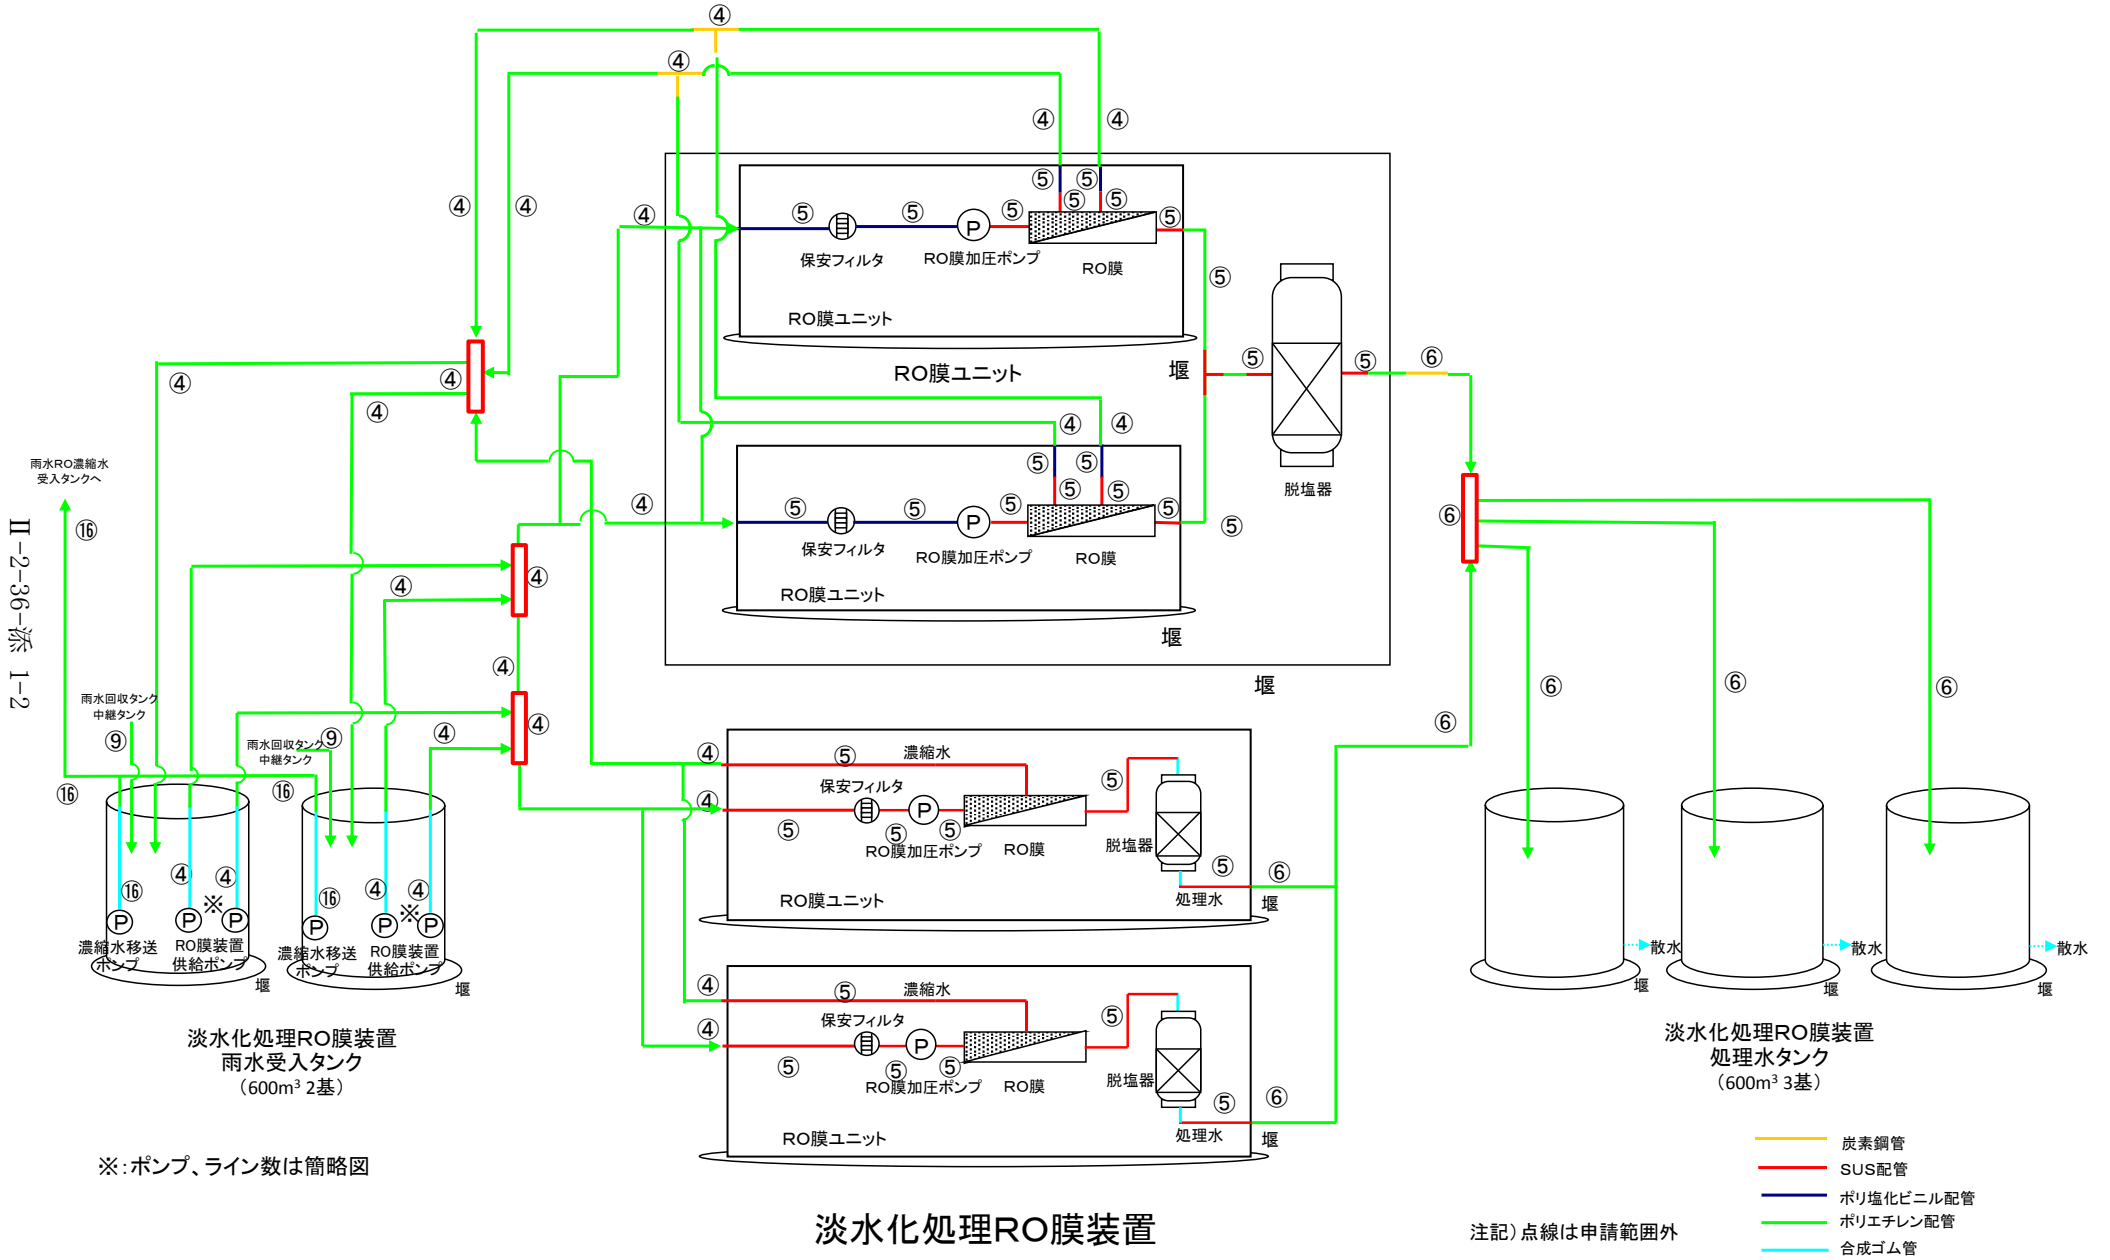 ④
④
④
④
④
④
④
⑤
⑤
⑤
⑤
⑤
⑤
⑤
⑤
P
保安フィルタ
RO膜加圧ポンプ
RO膜
RO膜ユニット
RO膜ユニット
堰
⑤
⑤
⑤
⑥
脱塩器
④
④
④
④
④
④
⑤
⑤
⑤
⑤
⑤
⑤
⑤
⑤
⑤
P
保安フィルタ
RO膜加圧ポンプ
RO膜
RO膜ユニット
堰
堰
雨水RO濃縮水
受入タンクへ
⑯
Ⅱ-2-36-添 1-2
④
④
④
④
④
雨水回収タンク
中継タンク
⑨
雨水回収タンク
中継タンク
⑨
⑯
⑯
⑯
④
※
④
⑯
④
※
④
P
P
P
P
P
P
濃縮水移送
ポンプ
RO膜装置
供給ポンプ
濃縮水移送
ポンプ
RO膜装置
供給ポンプ
堰
堰
淡水化処理RO膜装置
雨水受入タンク
（600m³ 2基）
④
④
⑤
濃縮水
保安フィルタ
⑤
⑤
⑤
P
RO膜加圧ポンプ
RO膜
⑤
脱塩器
⑤
処理水
⑥
RO膜ユニット
堰
④
④
⑤
濃縮水
保安フィルタ
⑤
⑤
⑤
P
RO膜加圧ポンプ
RO膜
⑤
脱塩器
⑤
処理水
⑥
RO膜ユニット
堰
⑥
⑥
⑥
⑥
⑥
散水
散水
散水
堰
堰
堰
淡水化処理RO膜装置
処理水タンク
（600m³ 3基）
※：ポンプ、ライン数は簡略図
淡水化処理RO膜装置
注記）点線は申請範囲外
炭素鋼管
SUS配管
ポリ塩化ビニル配管
ポリエチレン配管
合成ゴム管